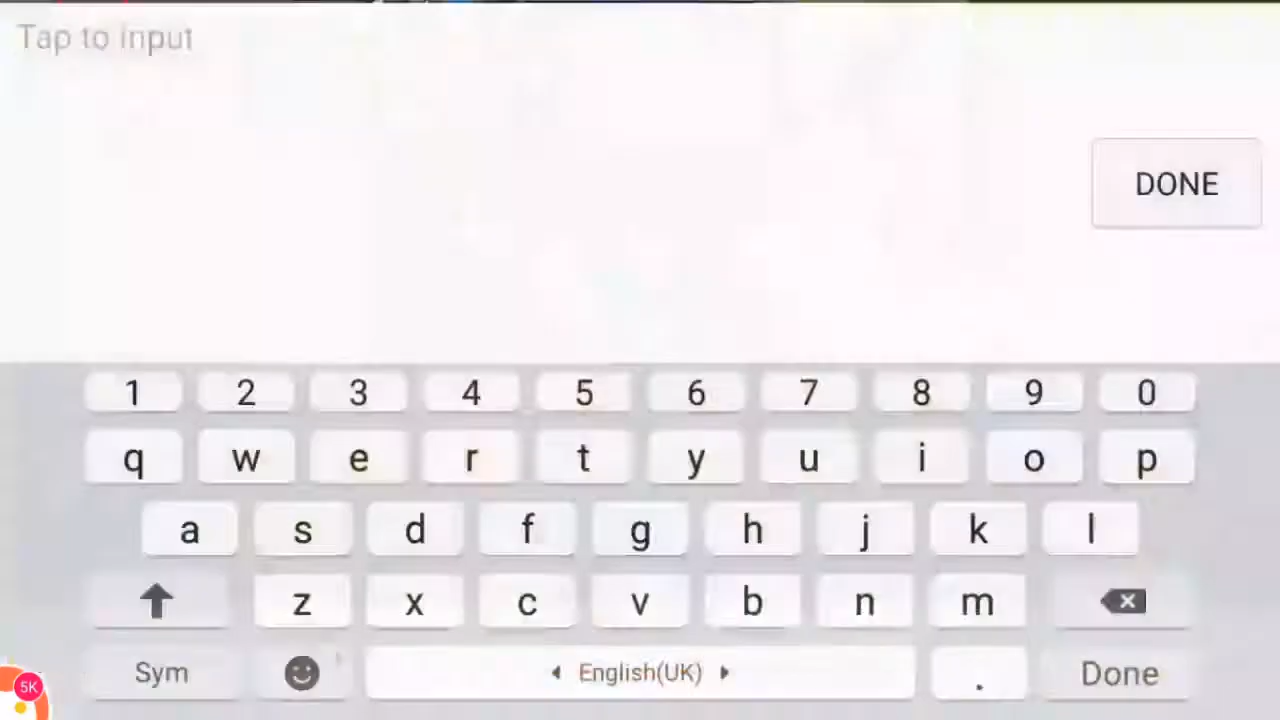 Tap to input
DONE
1 2 3 4 5 6 7 8 9 0
q w e r t y u i o p
a s d f g h j k l
z x c v b n m
Sym English(UK) . Done
5K